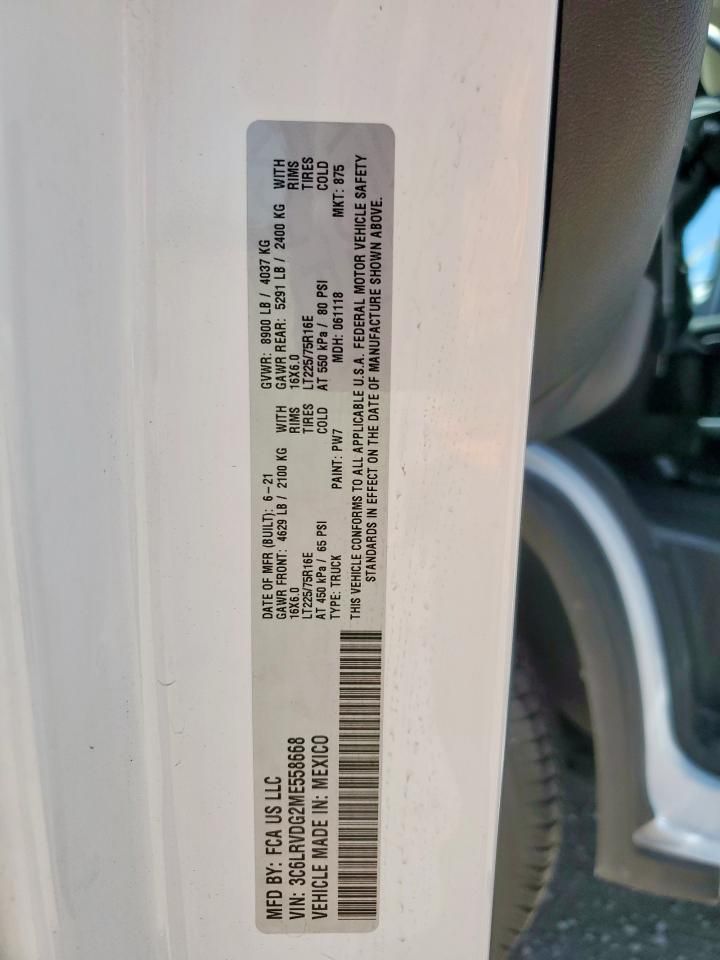 MFD BY: FCA US LLC
VIN: 3C6LRVDG2ME558668
VEHICLE MADE IN: MEXICO
DATE OF MFR (BUILT): 6-21 GVWR: 8900 LB / 4037 KG
GAWR FRONT: 4629 LB / 2100 KG WITH GAWR REAR: 5291 LB / 2400 KG WITH
16X6.0 RIMS 16X6.0 RIMS
LT225/75R16E TIRES LT225/75R16E TIRES
AT 450 kPa / 65 PSI COLD AT 550 kPa / 80 PSI COLD
TYPE: TRUCK PAINT: PW7 MDH: 061118 MKT: 875
THIS VEHICLE CONFORMS TO ALL APPLICABLE U.S.A. FEDERAL MOTOR VEHICLE SAFETY
STANDARDS IN EFFECT ON THE DATE OF MANUFACTURE SHOWN ABOVE.